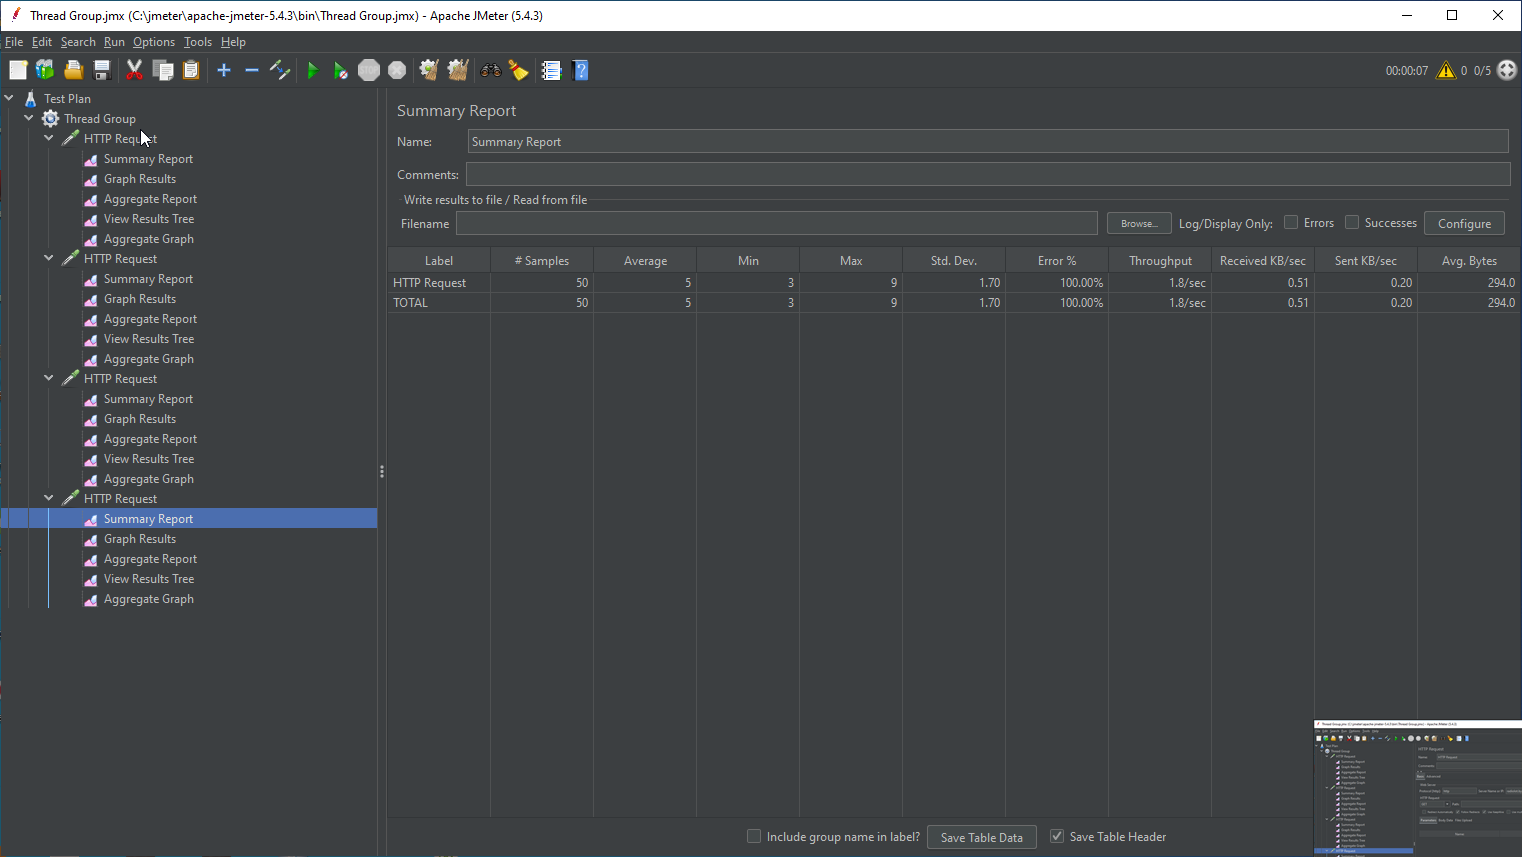 Thread Group.jmx (C:\jmeter\apache-jmeter-5.4.3\bin\Thread Group.jmx) - Apache JMeter (5.4.3)
File Edit Search Run Options Tools Help
STOP
00:00:07 0 0/5
Test Plan
Thread Group
HTTP Request
Summary Report
Graph Results
Aggregate Report
View Results Tree
Aggregate Graph
HTTP Request
Summary Report
Graph Results
Aggregate Report
View Results Tree
Aggregate Graph
HTTP Request
Summary Report
Graph Results
Aggregate Report
View Results Tree
Aggregate Graph
HTTP Request
Summary Report
Graph Results
Aggregate Report
View Results Tree
Aggregate Graph
Summary Report
Name: Summary Report
Comments:
Write results to file / Read from file
Filename Browse... Log/Display Only: Errors Successes Configure
Label # Samples Average Min Max Std. Dev. Error % Throughput Received KB/sec Sent KB/sec Avg. Bytes
HTTP Request 50 5 3 9 1.70 100.00% 1.8/sec 0.51 0.20 294.0
TOTAL 50 5 3 9 1.70 100.00% 1.8/sec 0.51 0.20 294.0
Include group name in label? Save Table Data Save Table Header